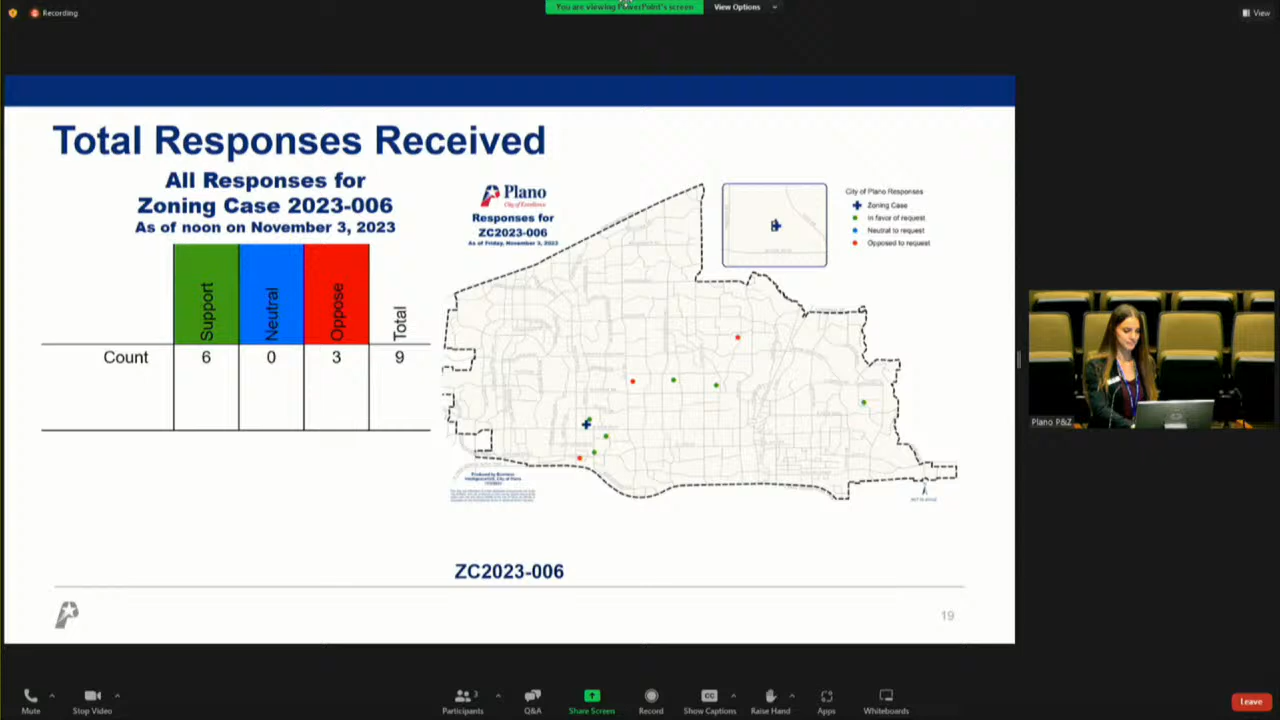 Recording
You are viewing PowerPoint's screen
View Options
View
Total Responses Received
All Responses for
Zoning Case 2023-006
As of noon on November 3, 2023
Support
Neutral
Oppose
Total
Count
6
0
3
9
Plano
City of Excellence
Responses for
ZC2023-006
As of Friday, November 3, 2023
City of Plano Responses
Zoning Case
In favor of request
Neutral to request
Opposed to request
ZC2023-006
19
Plano P&Z
Mute
Stop Video
Participants
3
Q&A
Share Screen
Record
CC
Show Captions
Raise Hand
Apps
Whiteboards
Leave